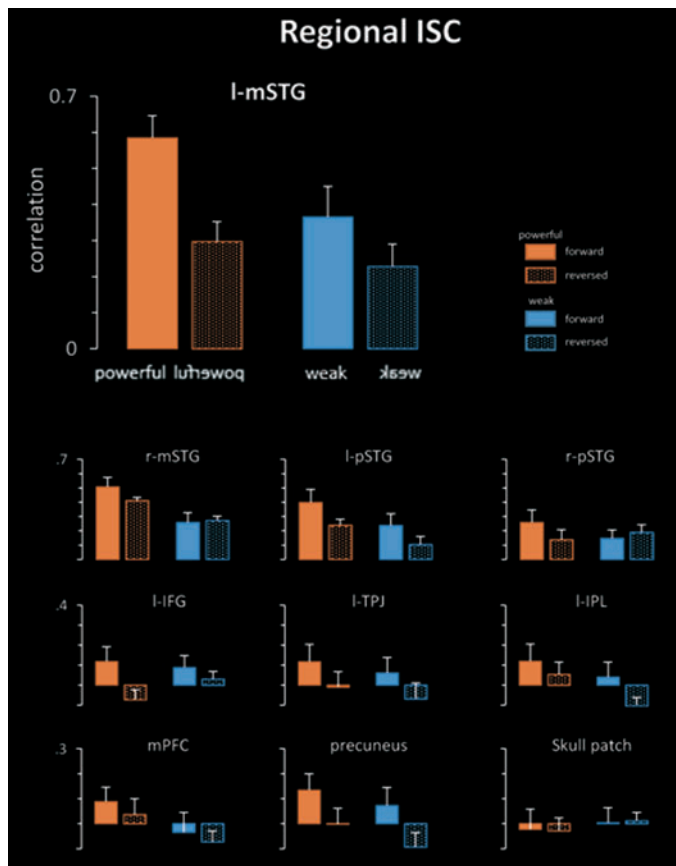 Regional ISC
l-mSTG
0.7
correlation
0
powerful powerful weak weak
powerful
forward
reversed
weak
forward
reversed
.7 r-mSTG l-pSTG r-pSTG
.4 l-IFG l-TPJ l-IPL
.3 mPFC precuneus Skull patch